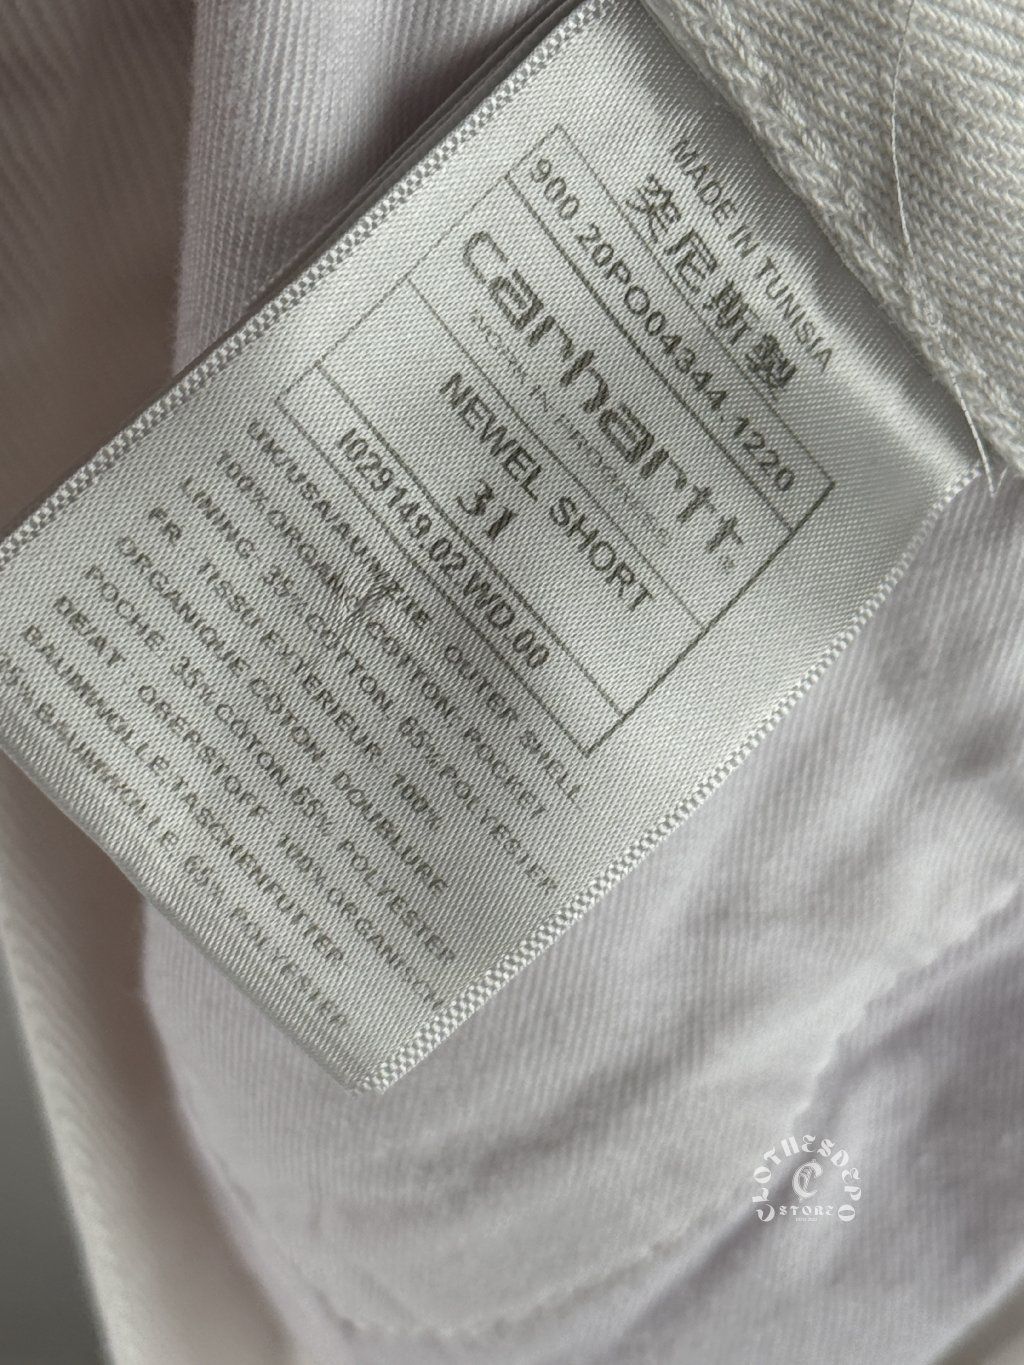 MADE IN TUNISIA
突尼斯製
900.20PO04344.1220
carhartt®
WORK IN PROGRESS
NEWEL SHORT
31
I029149.02.WD.00
UK/USA/AU/NZ/IE OUTER SHELL
100% ORGANIC COTTON, POCKET
LINING 35% COTTON, 65% POLYESTER
FR : TISSU EXTERIEUR 100%
ORGANIQUE COTON, DOUBLURE
POCHE 35% COTON 65% POLYESTER
DE/AT : OBERSTOFF 100% ORGANISCH
BAUMWOLLE, TASCHENFUTTER
BAUMWOLLE, 65% POLYESTER
CLOTHESDEPO
STORE